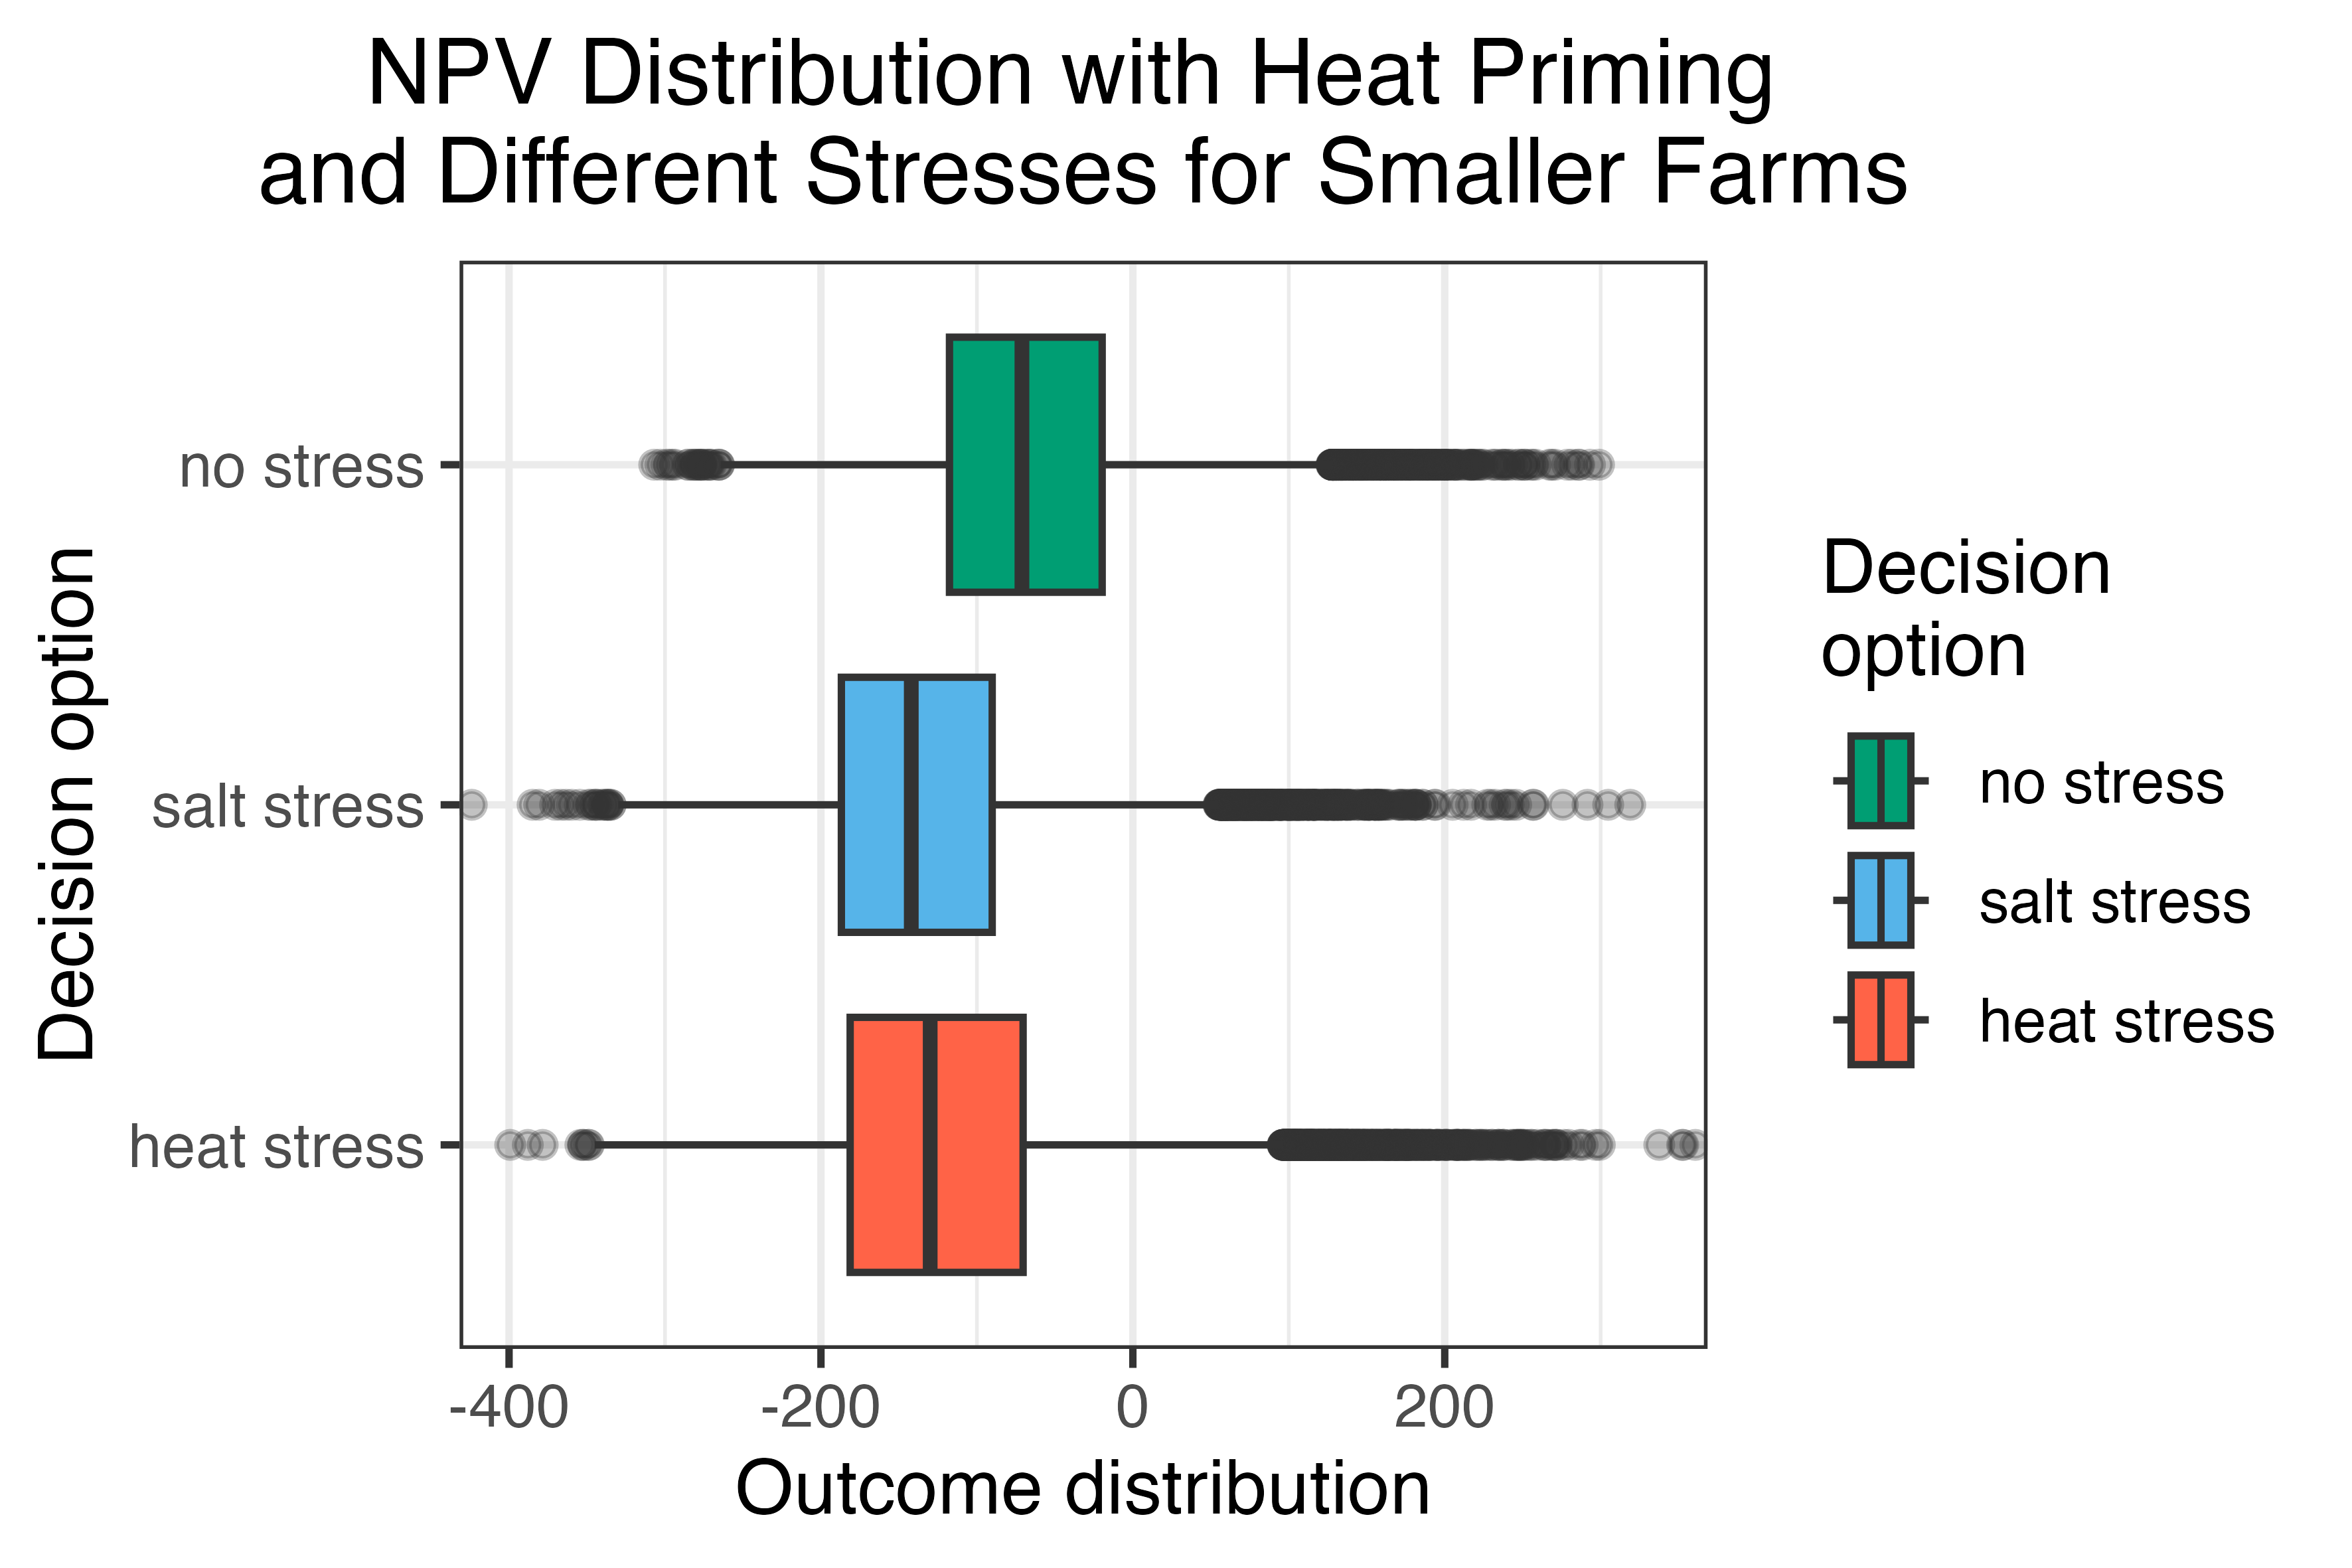 NPV Distribution with Heat Priming
and Different Stresses for Smaller Farms
Decision option
no stress
salt stress
heat stress
-400
-200
0
200
Outcome distribution
Decision
option
no stress
salt stress
heat stress